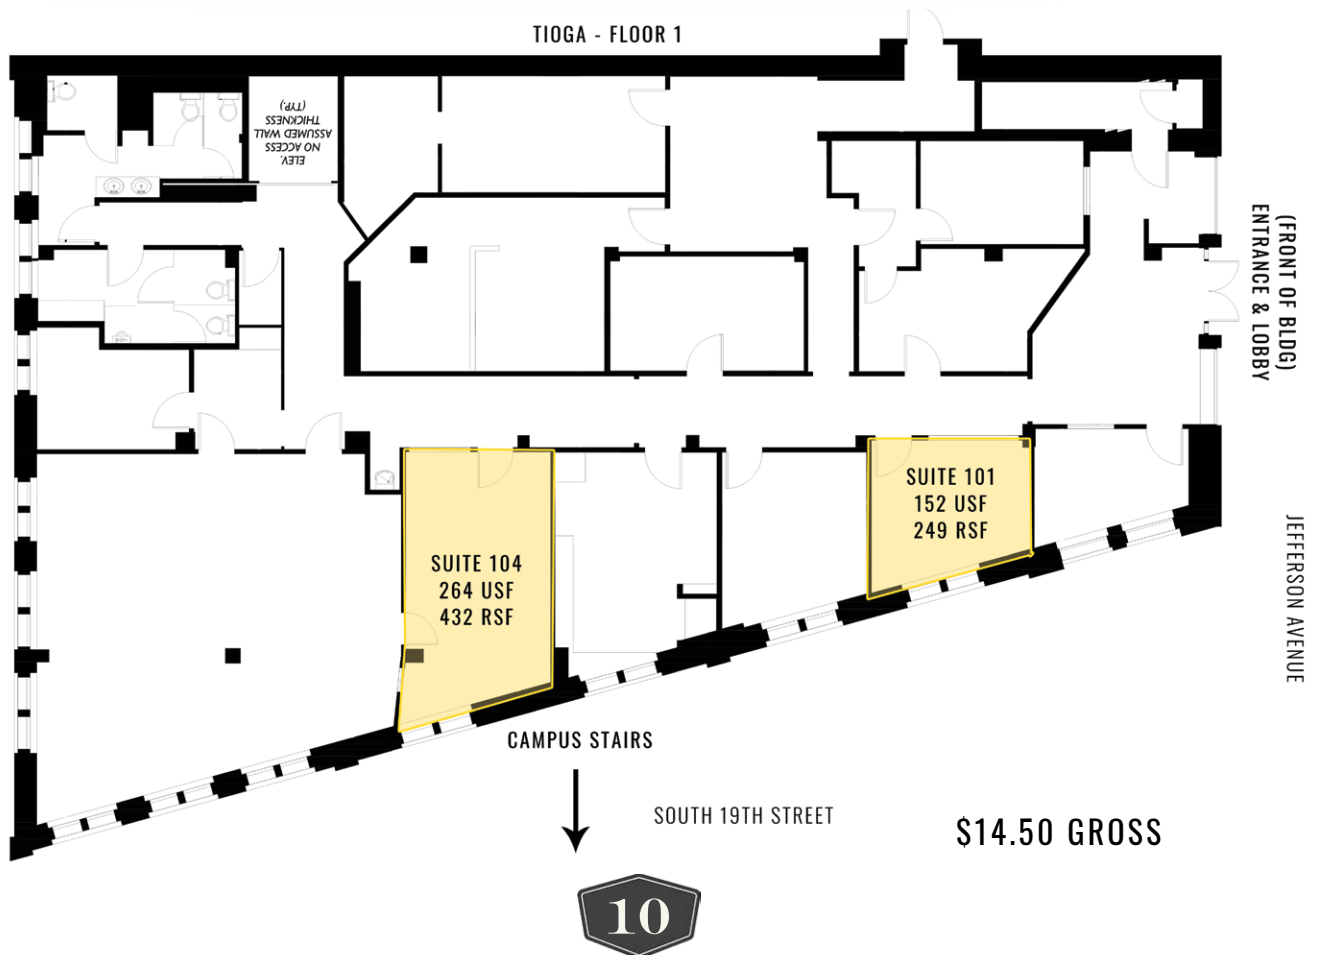 TIOGA - FLOOR 1
ELEV.
NO ACCESS
ASSUMED WALL
THICKNESS
(TYP.)
(FRONT OF BLDG)
ENTRANCE & LOBBY
SUITE 101
152 USF
249 RSF
SUITE 104
264 USF
432 RSF
JEFFERSON AVENUE
CAMPUS STAIRS
SOUTH 19TH STREET
$14.50 GROSS
10